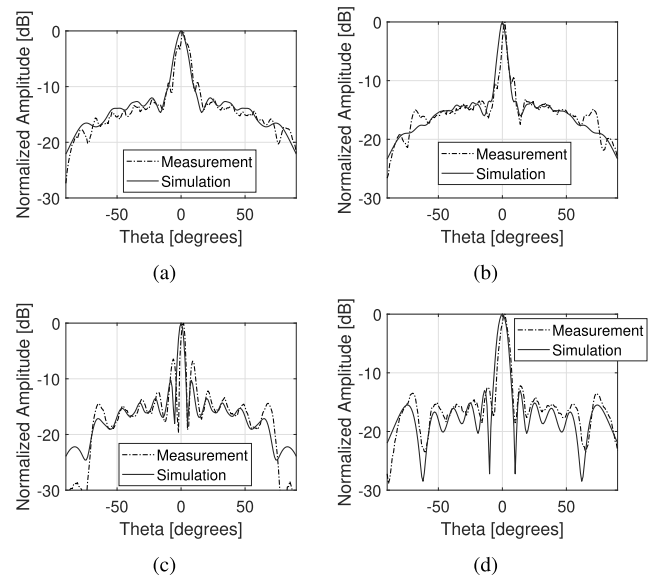 Normalized Amplitude [dB]
0
-10
-20
-30
-50
0
50
Theta [degrees]
Measurement
Simulation
(a)
Normalized Amplitude [dB]
0
-10
-20
-30
-50
0
50
Theta [degrees]
Measurement
Simulation
(b)
Normalized Amplitude [dB]
0
-10
-20
-30
-50
0
50
Theta [degrees]
Measurement
Simulation
(c)
Normalized Amplitude [dB]
0
-10
-20
-30
-50
0
50
Theta [degrees]
Measurement
Simulation
(d)